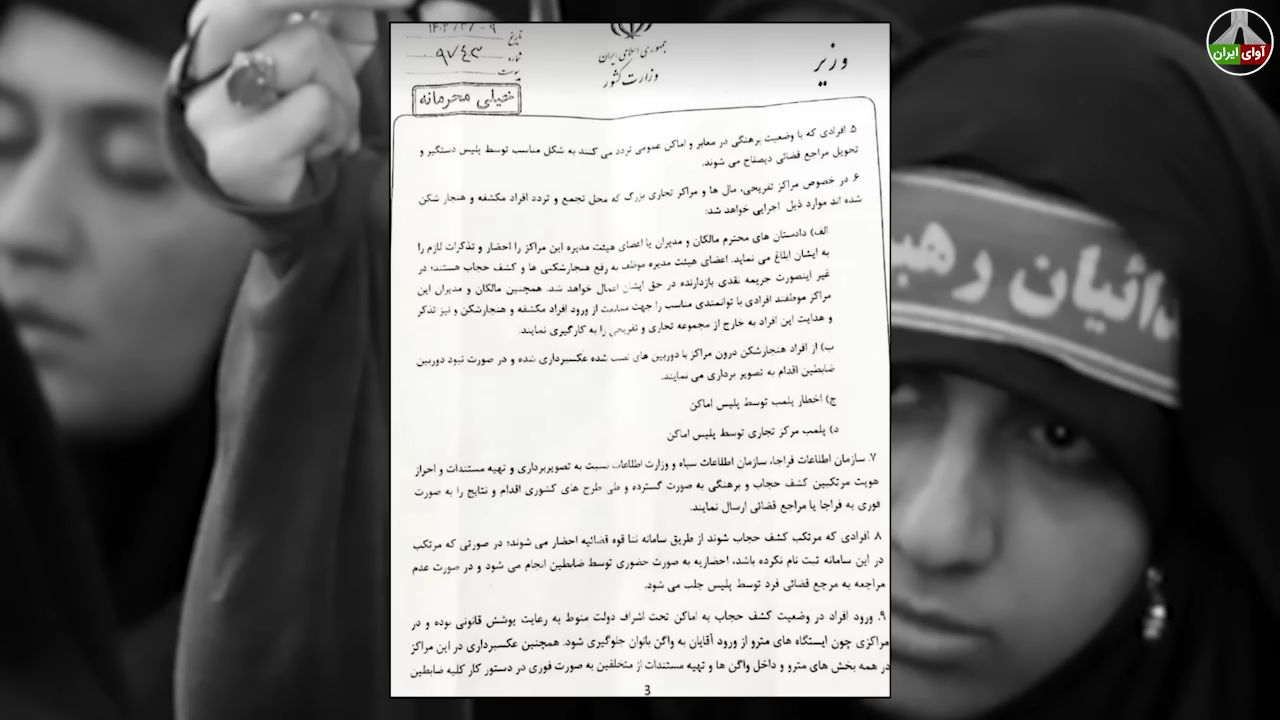 آوای ایران
وزیر
جمهوری اسلامی ایران
وزارت کشور
تاریخ
شماره ۹۷۴۳
پیوست
خیلی محرمانه
۵. افرادی که با وضعیت برهنگی در معابر و اماکن عمومی تردد می کنند به شکل مناسب توسط پلیس دستگیر و
تحویل مراجع قضائی ذیصلاح می شوند.
۶. در خصوص مراکز تفریحی، مال ها و مراکز تجاری بزرگ که محل تجمع و تردد افراد مکشفه و هنجار شکن
شده اند موارد ذیل اجرایی خواهد شد:
الف) دادستان های محترم مالکان و مدیران یا اعضای هیئت مدیره این مراکز را احضار و تذکرات لازم را
به ایشان ابلاغ می نماید. اعضای هیئت مدیره موظف به رفع هنجارشکنی ها و کشف حجاب هستند؛ در
غیر اینصورت جریمه نقدی بازدارنده در حق ایشان اعمال خواهد شد. همچنین مالکان و مدیران این
مراکز موظفند افرادی با توانمندی مناسب را جهت ممانعت از ورود افراد مکشفه و هنجارشکن و نیز تذکر
و هدایت این افراد به خارج از مجموعه تجاری و تفریحی را به کارگیری نمایند.
ب) از افراد هنجارشکن درون مراکز با دوربین های نصب شده عکسبرداری شده و در صورت نبود دوربین
ضابطین اقدام به تصویر برداری می نمایند.
ج) اخطار پلمب توسط پلیس اماکن
د) پلمب مرکز تجاری توسط پلیس اماکن
۷. سازمان اطلاعات فراجا، سازمان اطلاعات سپاه و وزارت اطلاعات نسبت به تصویربرداری و تهیه مستندات و احراز
هویت مرتکبین کشف حجاب و برهنگی به صورت گسترده و طی طرح های کشوری اقدام و نتایج را به صورت
فوری به فراجا یا مراجع قضائی ارسال نمایند.
۸. افرادی که مرتکب کشف حجاب شوند از طریق سامانه ثنا قوه قضائیه احضار می شوند؛ در صورتی که مرتکب
در این سامانه ثبت نام نکرده باشد، احضاریه به صورت حضوری توسط ضابطین انجام می شود و در صورت عدم
مراجعه به مرجع قضائی فرد توسط پلیس جلب می شود.
۹. ورود افراد در وضعیت کشف حجاب به اماکن تحت اشراف دولت منوط به رعایت پوشش قانونی بوده و در
مراکزی چون ایستگاه های مترو از ورود آقایان به واگن بانوان جلوگیری شود. همچنین عکسبرداری در این مراکز
در همه بخش های مترو و داخل واگن ها و تهیه مستندات از متخلفین به صورت فوری در دستور کار کلیه ضابطین
3